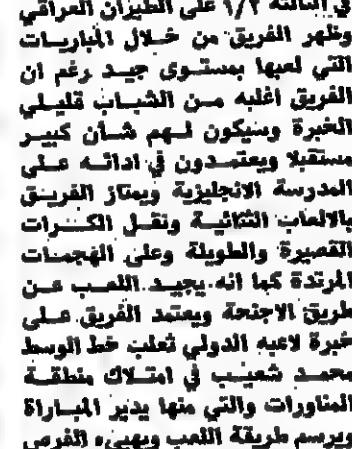 في الثالثة ١/٢ على الطيران العراقي
وظهر الفريق من خلال المباريات
التي لعبها بمستوى جيد رغم ان
الفريق اغلبه من الشباب قليلي
الخبرة وسيكون لهم شأن كبير
مستقبلا ويعتمدون في ادائه على
المدرسة الانجليزية ويمتاز الفريق
بالالعاب الثنائية ونقل الكرات
القصيرة والطويلة وعلى الهجمات
المرتدة كما انه يجيد اللعب عن
طريق الاجنحة ويعتمد الفريق على
خبرة لاعبه الدولي ثعلب خط الوسط
محمد شعيب في امتلاك منطقة
المناورات والتي منها يدير المباراة
ويرسم طريقة اللعب ويهييء الفرص